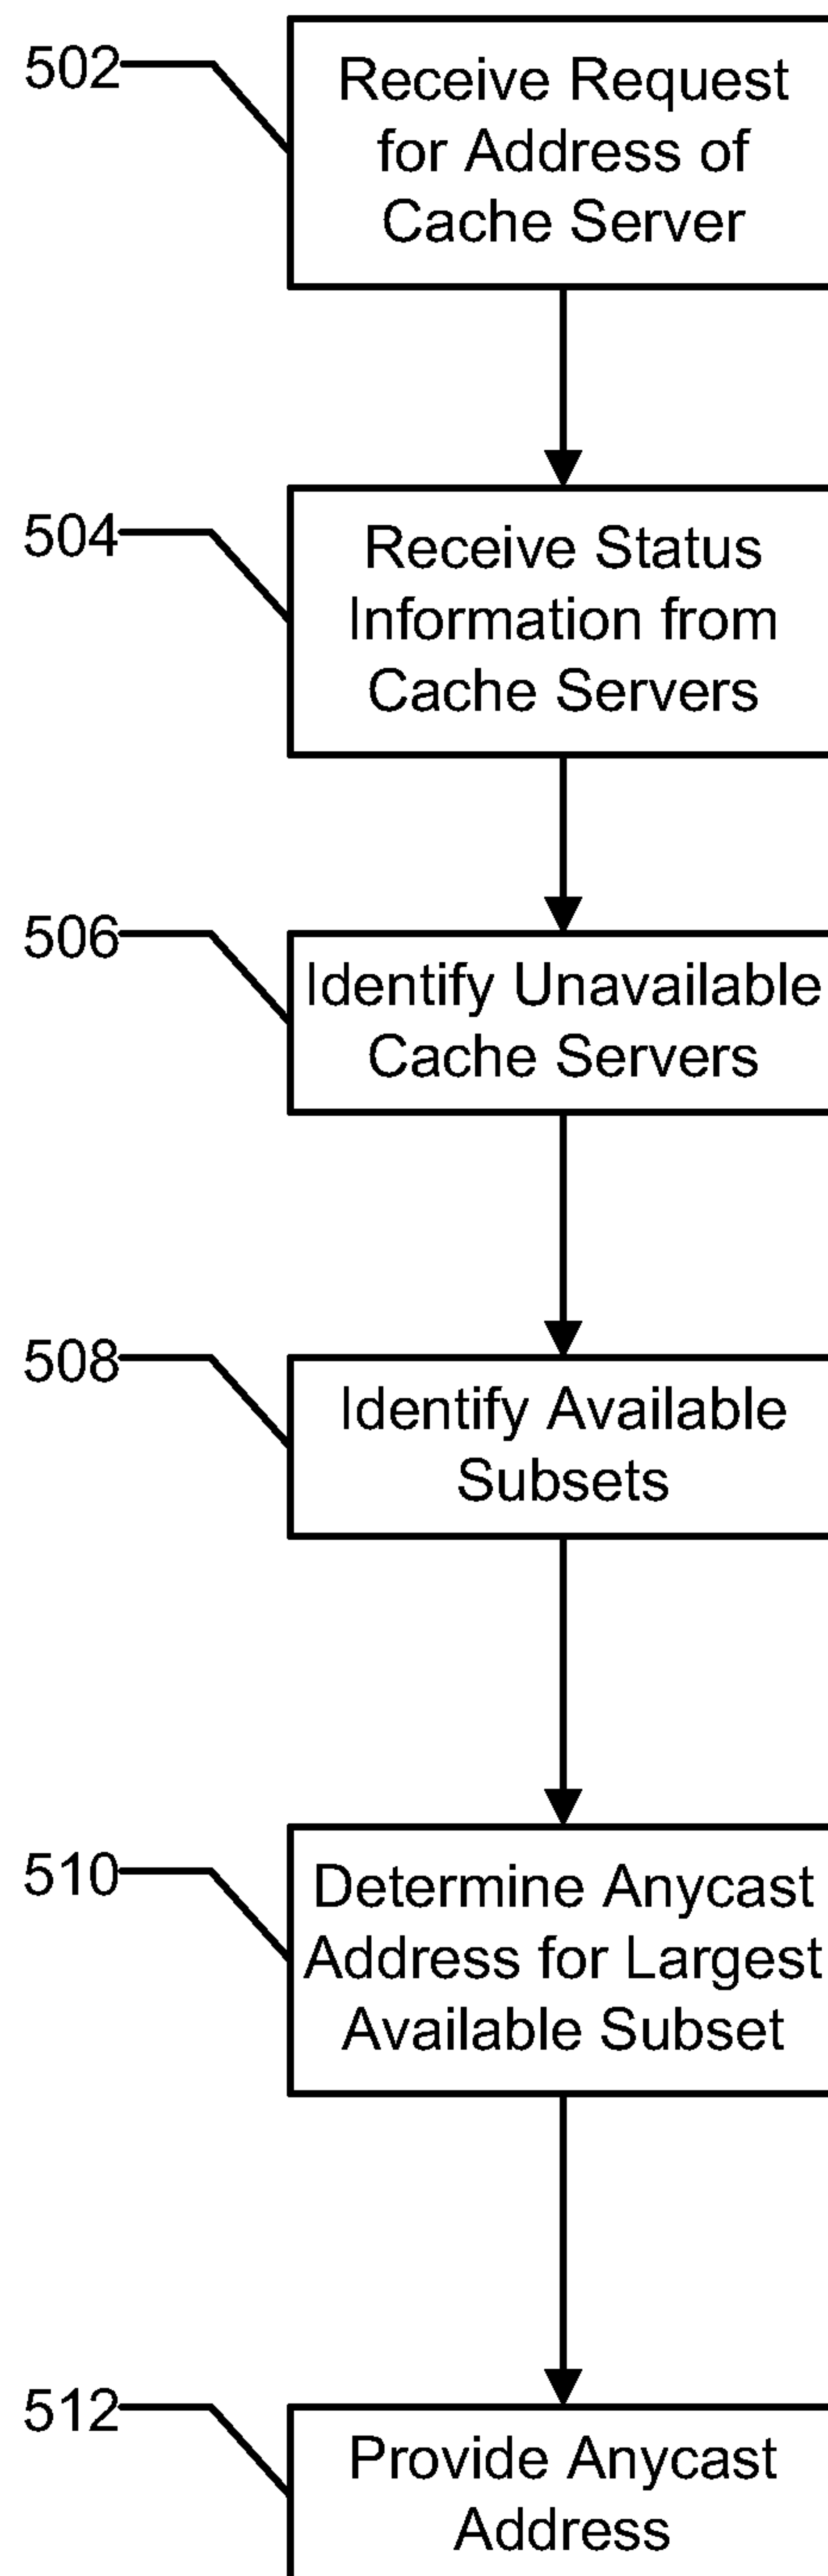 502
Receive Request
for Address of
Cache Server
504
Receive Status
Information from
Cache Servers
506
Identify Unavailable
Cache Servers
508
Identify Available
Subsets
510
Determine Anycast
Address for Largest
Available Subset
512
Provide Anycast
Address